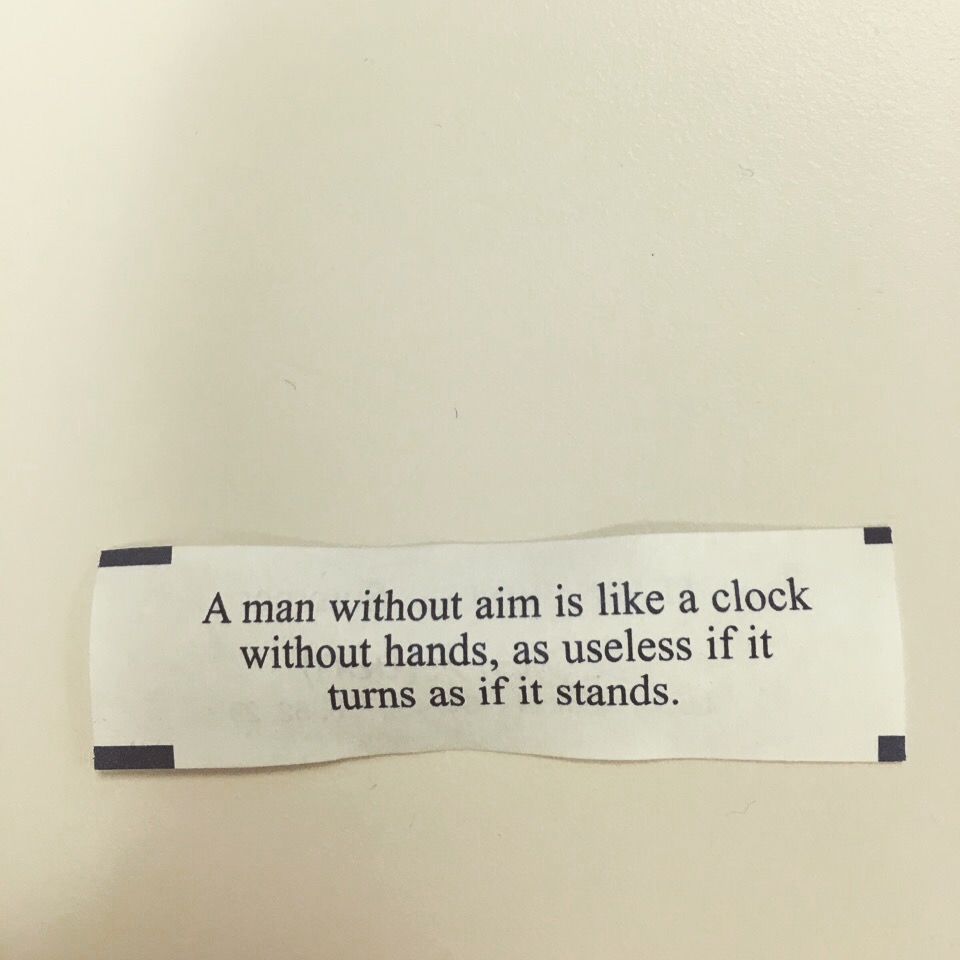 A man without aim is like a clock
without hands, as useless if it
turns as if it stands.